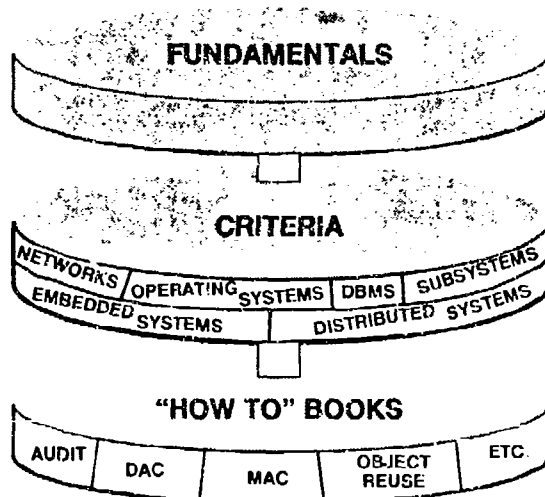 FUNDAMENTALS
CRITERIA
NETWORKS OPERATING SYSTEMS DBMS SUBSYSTEMS
EMBEDDED SYSTEMS DISTRIBUTED SYSTEMS
"HOW TO" BOOKS
AUDIT DAC MAC OBJECT REUSE ETC.